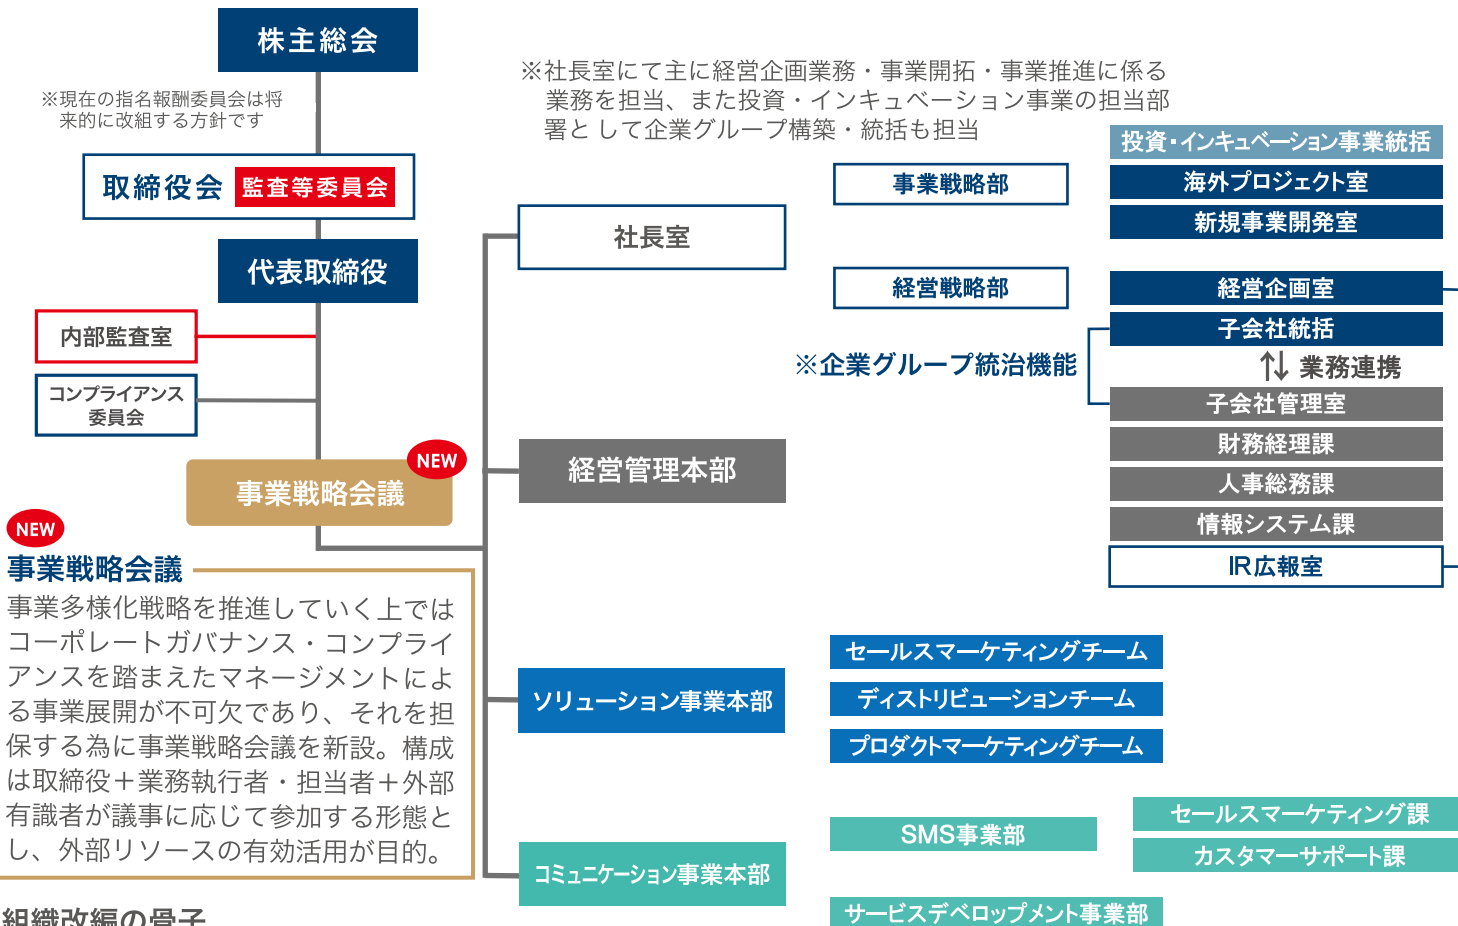 株主総会
※現在の指名報酬委員会は将
来的に改組する方針です
取締役会 監査等委員会
代表取締役
内部監査室
コンプライアンス
委員会
NEW
事業戦略会議
NEW
事業戦略会議
事業多様化戦略を推進していく上では
コーポレートガバナンス・コンプライ
アンスを踏まえたマネージメントによ
る事業展開が不可欠であり、それを担
保する為に事業戦略会議を新設。構成
は取締役＋業務執行者・担当者＋外部
有識者が議事に応じて参加する形態と
し、外部リソースの有効活用が目的。
組織改編の骨子
※社長室にて主に経営企画業務・事業開拓・事業推進に係る
業務を担当、また投資・インキュベーション事業の担当部
署として企業グループ構築・統括も担当
社長室
事業戦略部
投資・インキュベーション事業統括
海外プロジェクト室
新規事業開発室
経営戦略部
経営企画室
子会社統括
※企業グループ統治機能
業務連携
経営管理本部
子会社管理室
財務経理課
人事総務課
情報システム課
IR広報室
ソリューション事業本部
セールスマーケティングチーム
ディストリビューションチーム
プロダクトマーケティングチーム
コミュニケーション事業本部
SMS事業部
セールスマーケティング課
カスタマーサポート課
サービスデベロップメント事業部